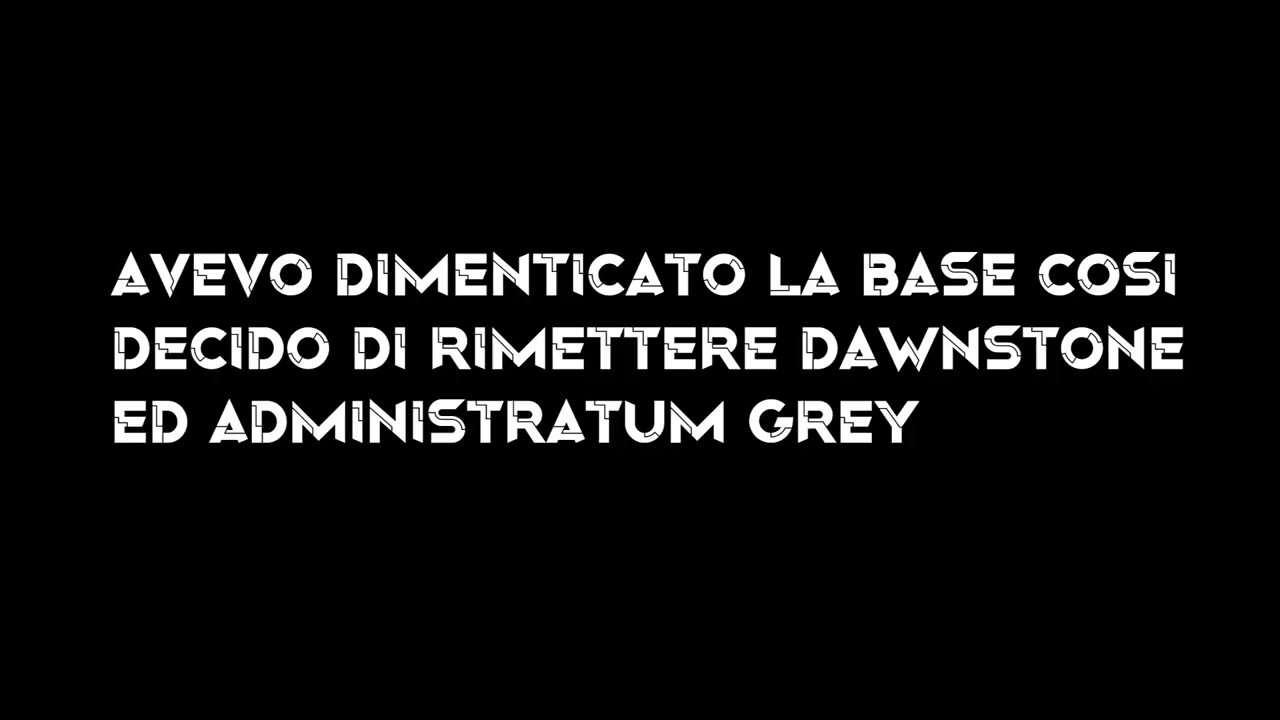 AVEVO DIMENTICATO LA BASE COSI
DECIDO DI RIMETTERE DAWNSTONE
ED ADMINISTRATUM GREY